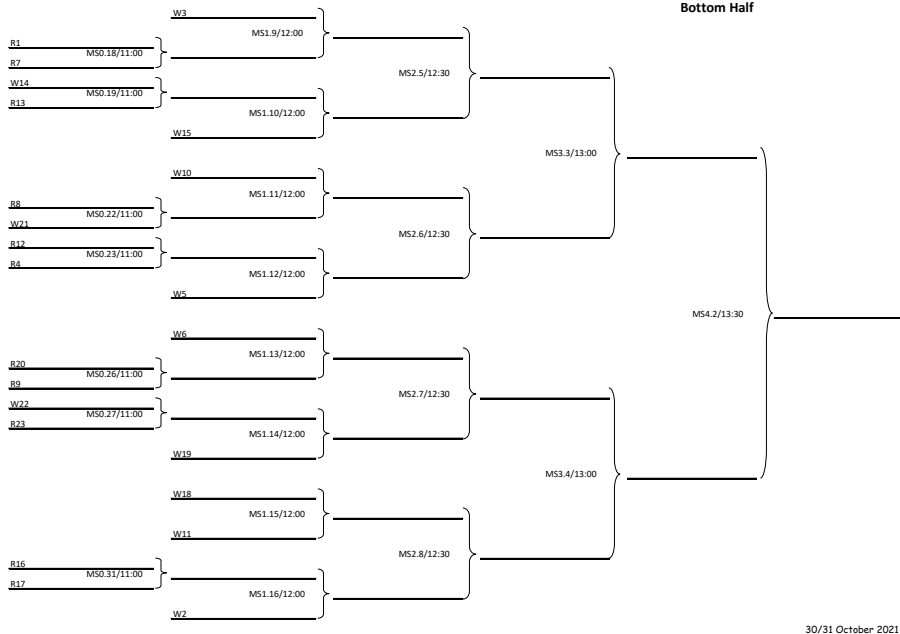 Bottom Half
W3
MS1.9/12:00
R1
MS0.18/11:00
R7
MS2.5/12:30
W14
MS0.19/11:00
R13
MS1.10/12:00
W15
MS3.3/13:00
W10
MS1.11/12:00
R8
MS0.22/11:00
W21
MS2.6/12:30
R12
MS0.23/11:00
R4
MS1.12/12:00
W5
MS4.2/13:30
W6
MS1.13/12:00
R20
MS0.26/11:00
R9
MS2.7/12:30
W22
MS0.27/11:00
R23
MS1.14/12:00
W19
MS3.4/13:00
W18
MS1.15/12:00
W11
MS2.8/12:30
R16
MS0.31/11:00
R17
MS1.16/12:00
W2
30/31 October 2021